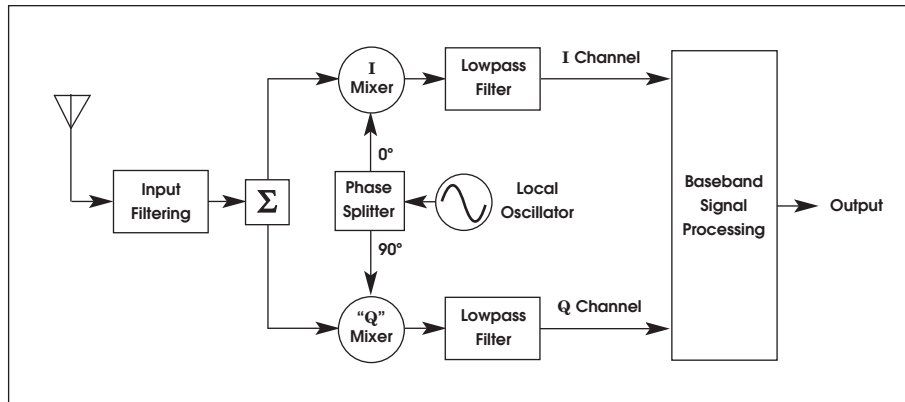 I
Mixer
Lowpass
Filter
I Channel
0°
Input
Filtering
Σ
Phase
Splitter
Local
Oscillator
Baseband
Signal
Processing
Output
90°
“Q”
Mixer
Lowpass
Filter
Q Channel